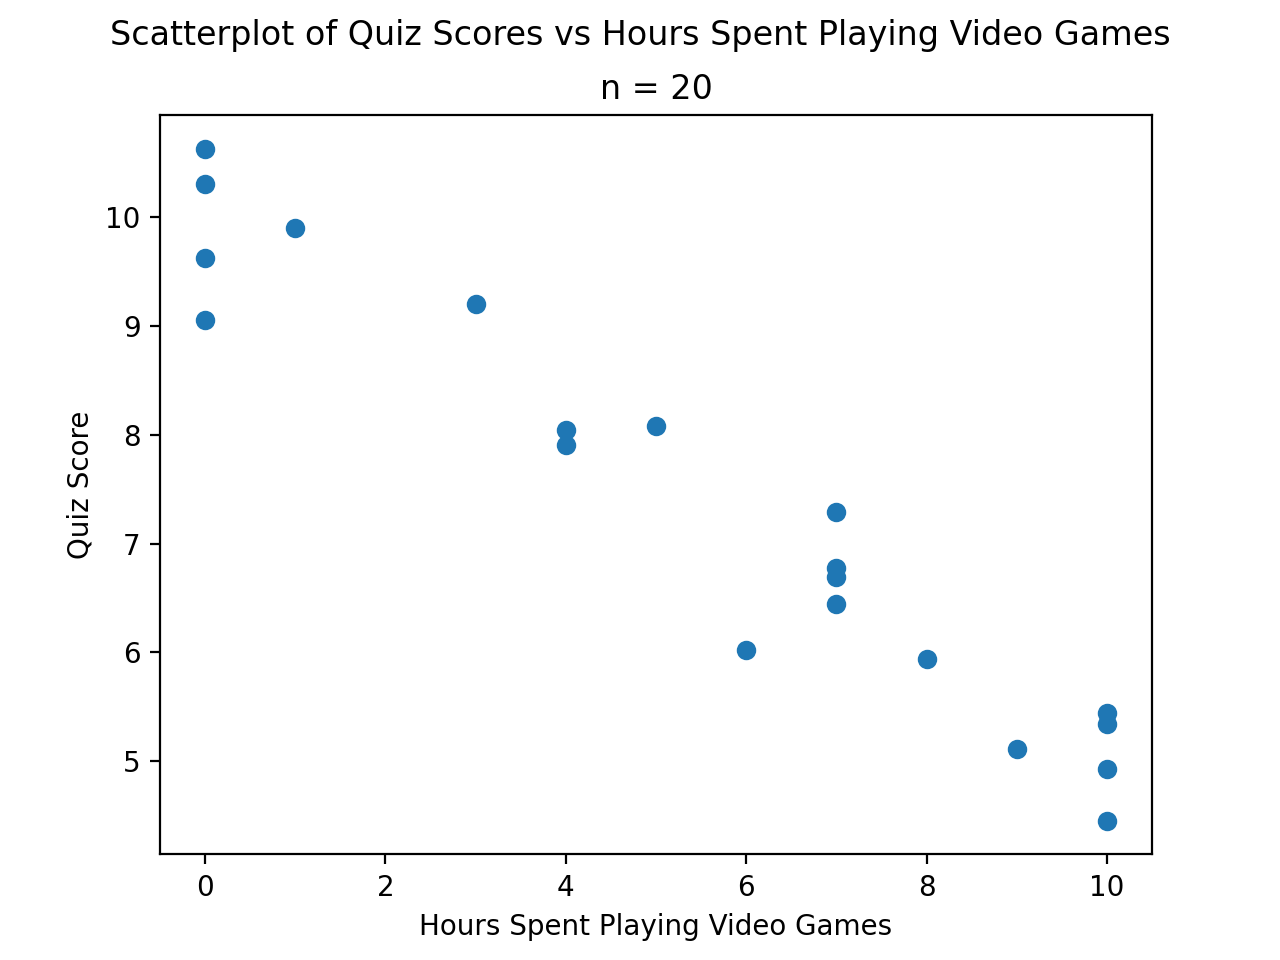 Scatterplot of Quiz Scores vs Hours Spent Playing Video Games
n = 20
10
9
8
7
6
5
Quiz Score
0 2 4 6 8 10
Hours Spent Playing Video Games